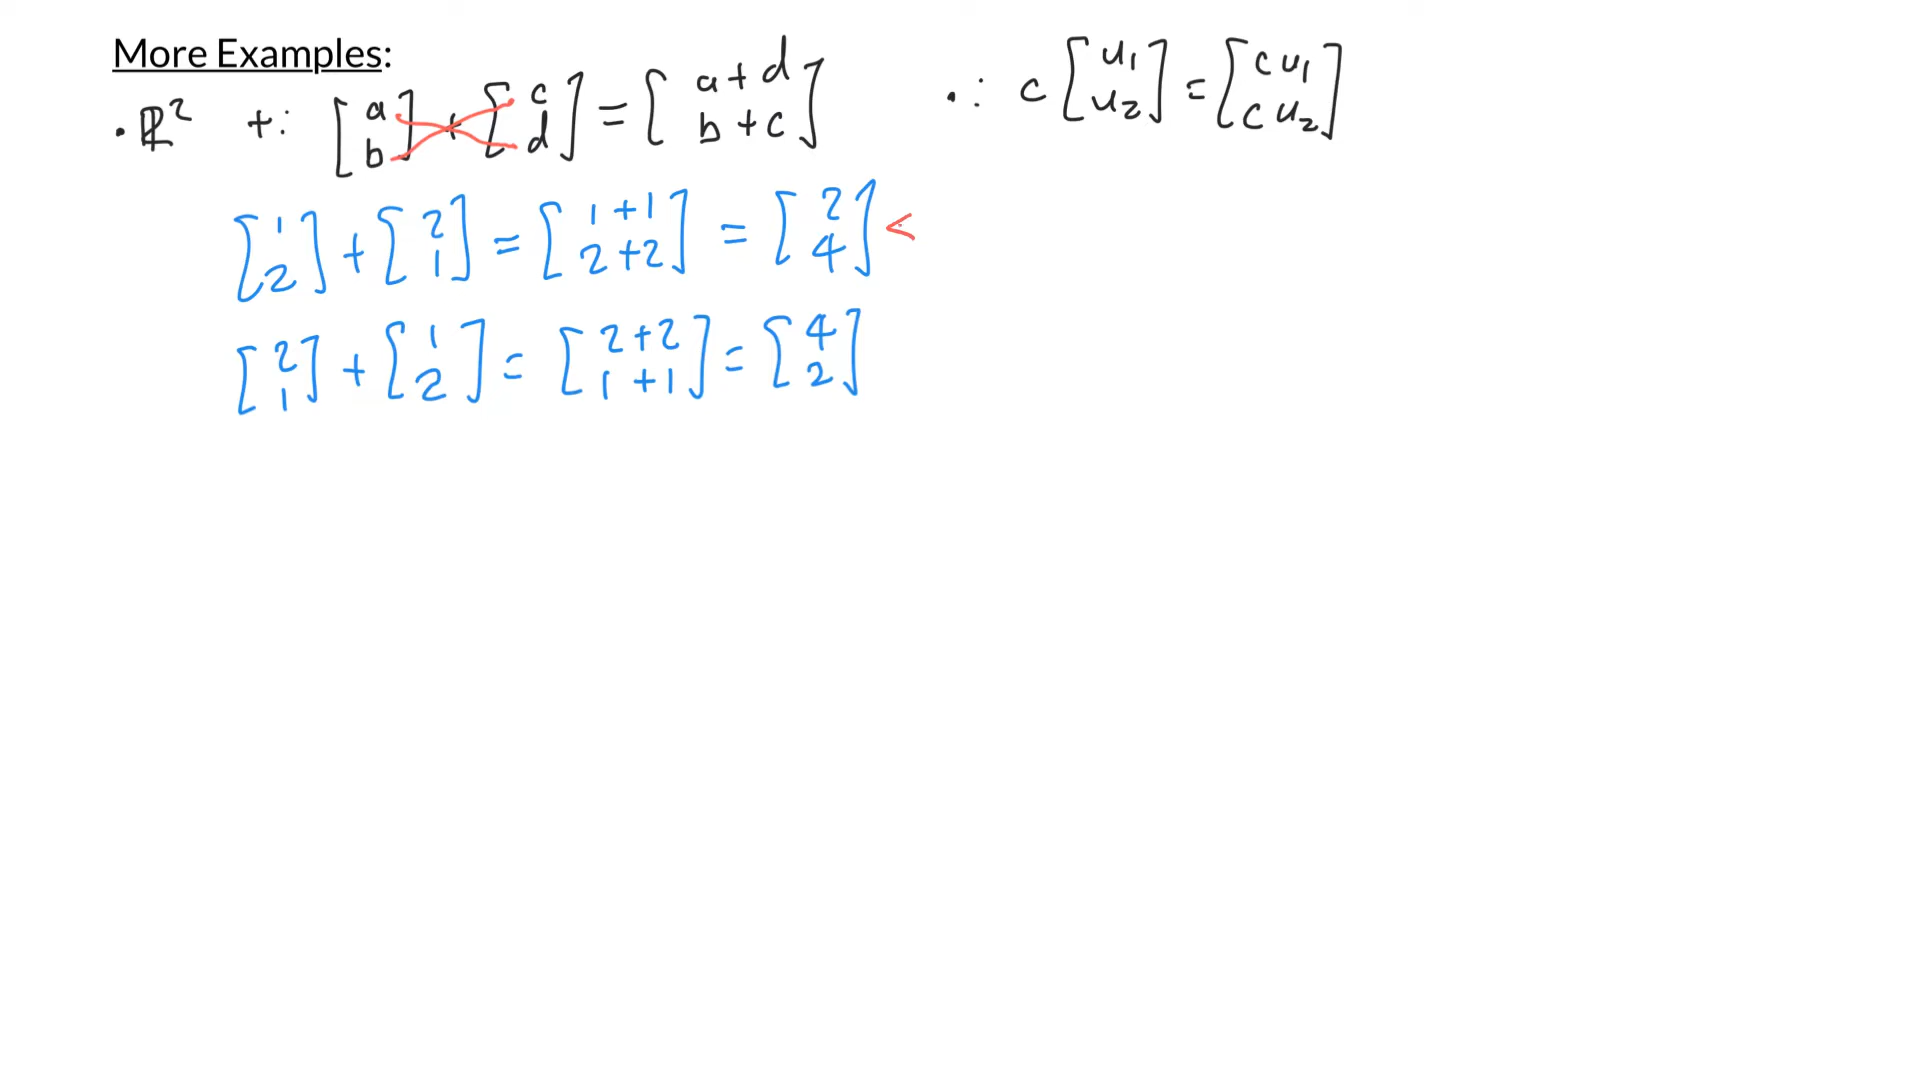 More Examples:
• ℝ² +: [a b] + [c d] = [a+d b+c] •: c [u₁ u₂] = [cu₁ cu₂]
[1 2] + [2 1] = [1+1 2+2] = [2 4] <
[2 1] + [1 2] = [2+2 1+1] = [4 2]